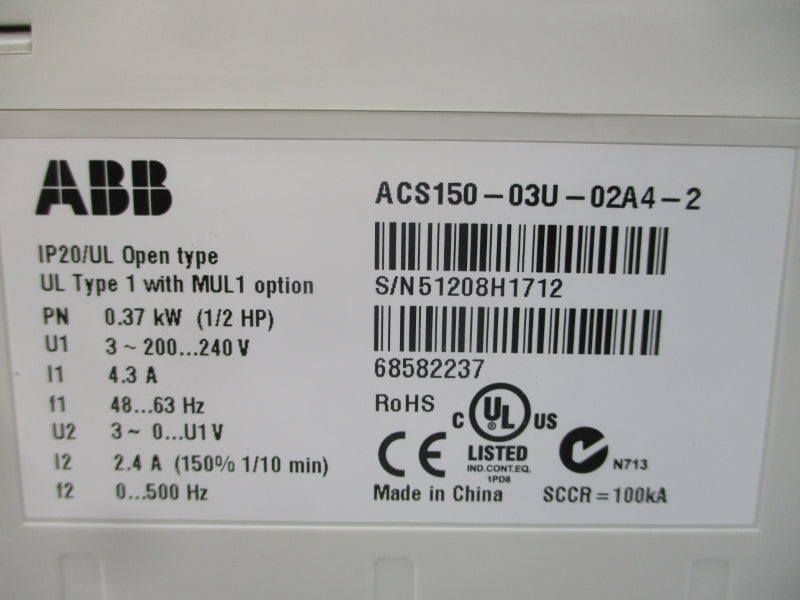 ABB
IP20/UL Open type
UL Type 1 with MUL1 option
PN 0.37 kW (1/2 HP)
U1 3 ~ 200...240 V
I1 4.3 A
f1 48...63 Hz
U2 3 ~ 0...U1 V
I2 2.4 A (150% 1/10 min)
f2 0...500 Hz
ACS150-03U-02A4-2
S/N51208H1712
68582237
RoHS
C UL US
LISTED
IND.CONT.EQ.
1PD8
CE
N713
Made in China SCCR = 100kA